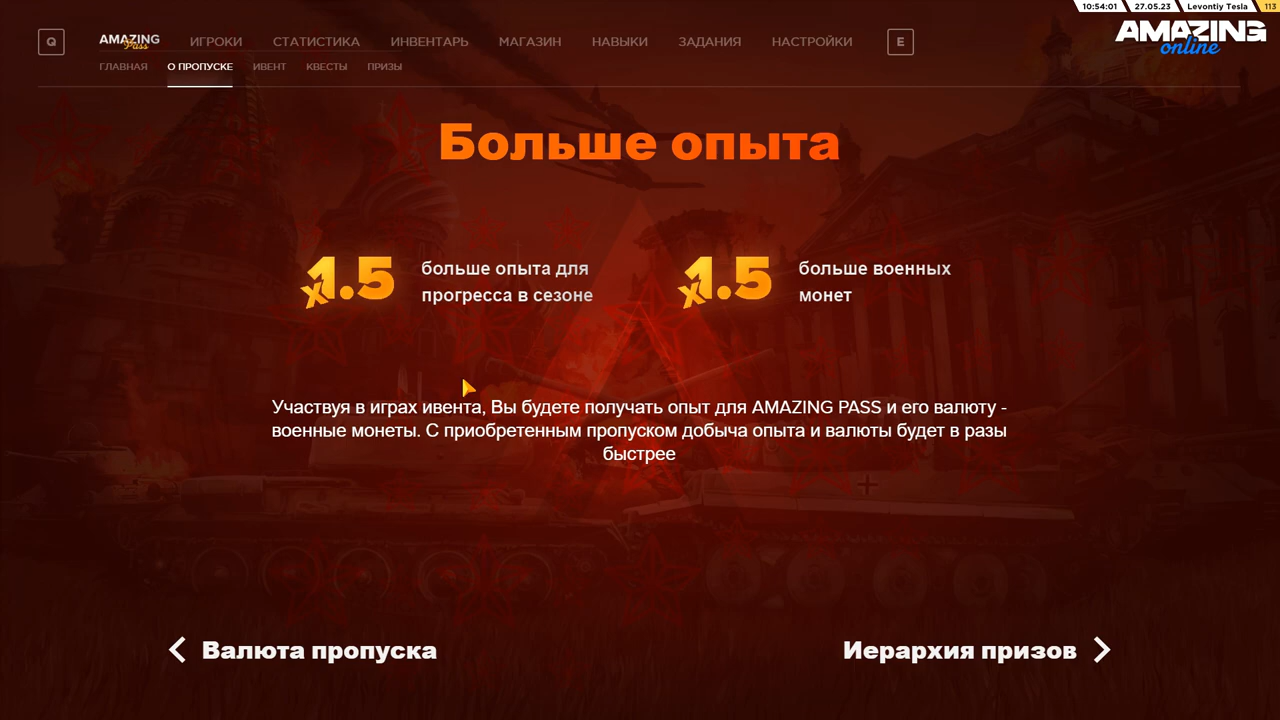 10:54:01 27.05.23 Levontiy Tesla 113
AMAZING
online
Q AMAZING Pass ИГРОКИ СТАТИСТИКА ИНВЕНТАРЬ МАГАЗИН НАВЫКИ ЗАДАНИЯ НАСТРОЙКИ E
ГЛАВНАЯ О ПРОПУСКЕ ИВЕНТ КВЕСТЫ ПРИЗЫ
Больше опыта
x1.5 больше опыта для
прогресса в сезоне
x1.5 больше военных
монет
Участвуя в играх ивента, Вы будете получать опыт для AMAZING PASS и его валюту -
военные монеты. С приобретенным пропуском добыча опыта и валюты будет в разы
быстрее
Валюта пропуска
Иерархия призов